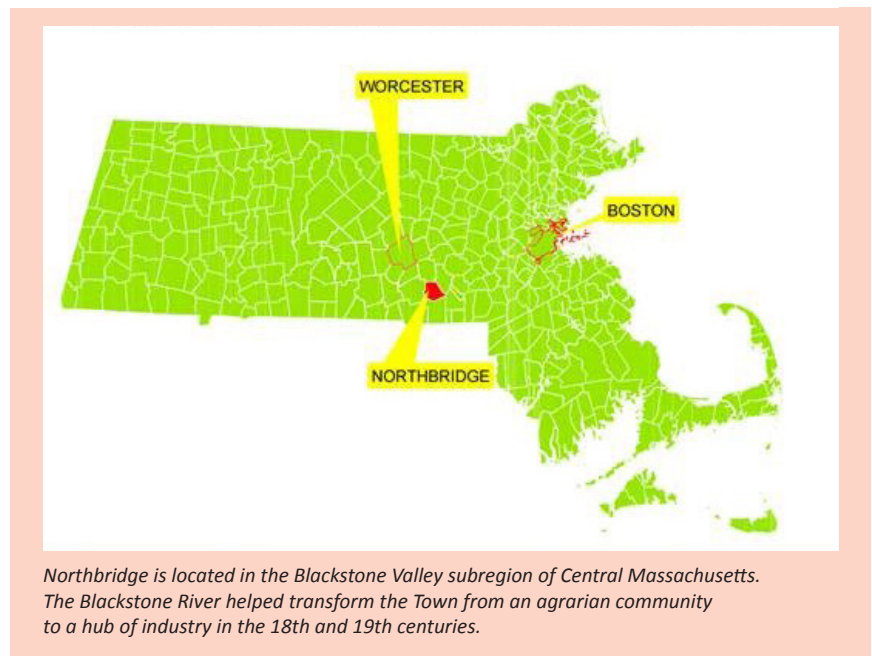 WORCESTER
BOSTON
NORTHBRIDGE
Northbridge is located in the Blackstone Valley subregion of Central Massachusetts.
The Blackstone River helped transform the Town from an agrarian community
to a hub of industry in the 18th and 19th centuries.